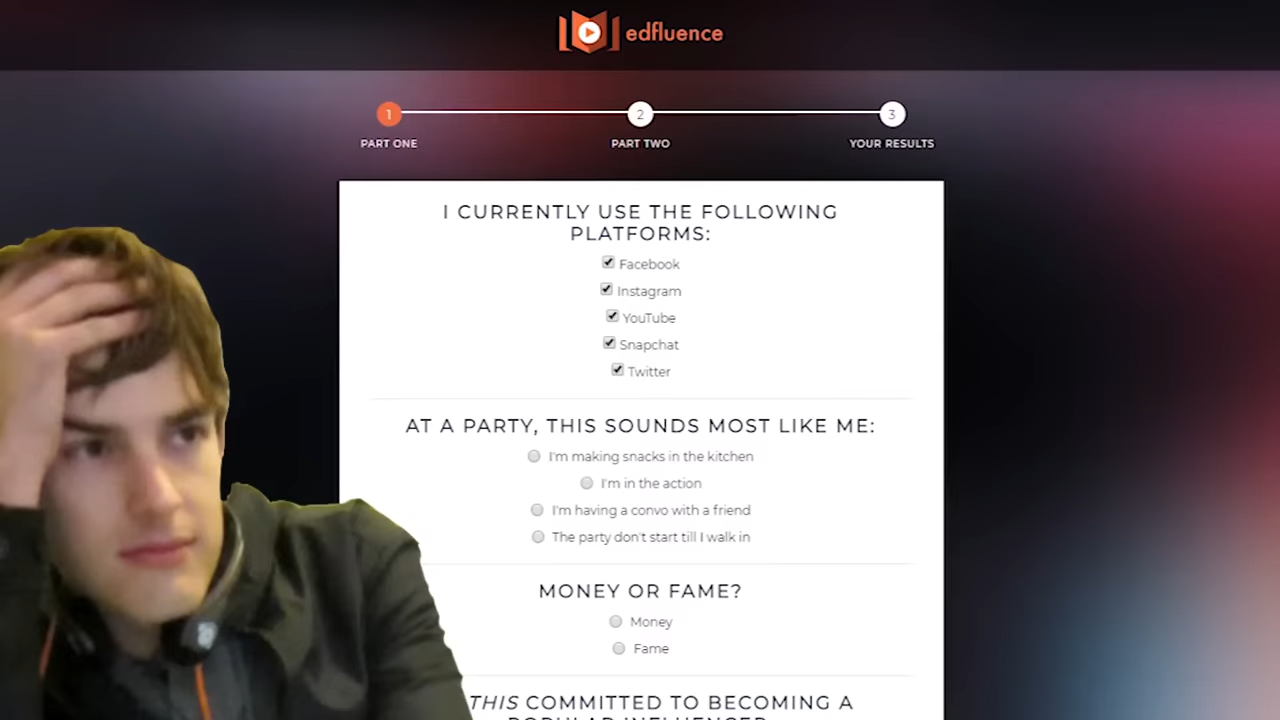 edfluence
1
2
3
PART ONE
PART TWO
YOUR RESULTS
I CURRENTLY USE THE FOLLOWING
PLATFORMS:
Facebook
Instagram
YouTube
Snapchat
Twitter
AT A PARTY, THIS SOUNDS MOST LIKE ME:
I'm making snacks in the kitchen
I'm in the action
I'm having a convo with a friend
The party don't start till I walk in
MONEY OR FAME?
Money
Fame
THIS COMMITTED TO BECOMING A
POPULAR INFLUENCER